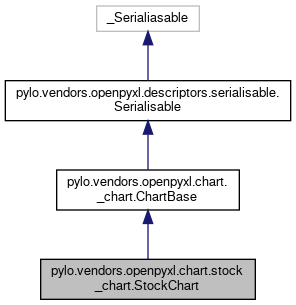 _Serialiasable
pylo.vendors.openpyxl.descriptors.serialisable.
Serialisable
pylo.vendors.openpyxl.chart.
_chart.ChartBase
pylo.vendors.openpyxl.chart.stock
_chart.StockChart